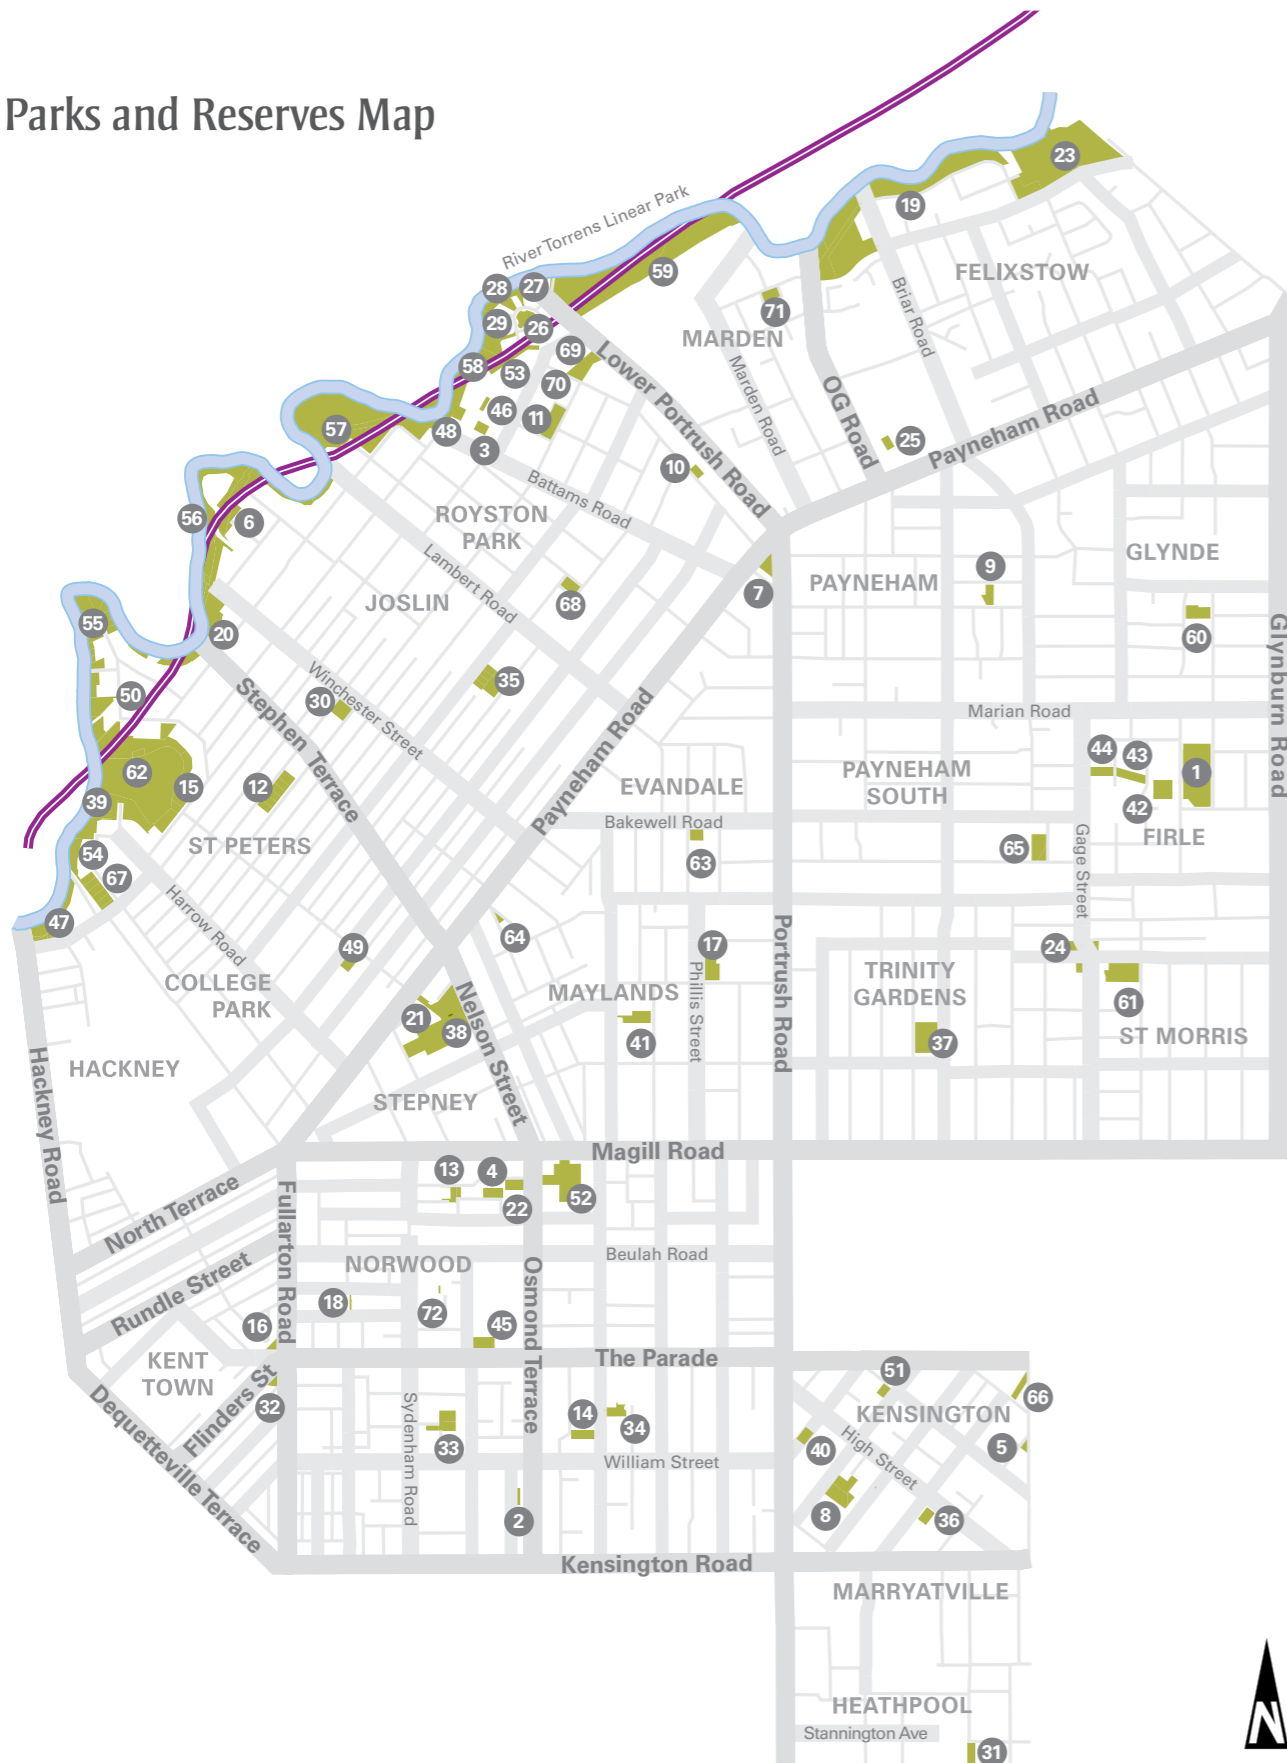 Parks and Reserves Map
23
19
River Torrens Linear Park
59
FELIXSTOW
28
27
71
Briar Road
29
26
MARDEN
69
58
53
70
Lower Portrush Road
Marden Road
OG Road
46
11
57
48
3
25
Payneham Road
10
Battams Road
56
6
ROYSTON
PARK
Lambert Road
GLYNDE
9
PAYNEHAM
7
JOSLIN
68
55
20
60
Glynburn Road
Winchester Street
35
50
30
Stephen Terrace
Marian Road
Payneham Road
44
43
62
15
12
EVANDALE
PAYNEHAM
SOUTH
1
39
42
Bakewell Road
FIRLE
ST PETERS
54
67
63
65
Gage Street
Harrow Road
47
64
49
17
Portrush Road
24
COLLEGE
PARK
MAYLANDS
Phillis Street
TRINITY
GARDENS
61
21
38
Nelson Street
41
37
ST MORRIS
HACKNEY
Hackney Road
STEPNEY
Magill Road
13
4
52
22
North Terrace
Fullarton Road
Beulah Road
NORWOOD
Osmond Terrace
Rundle Street
18
72
16
45
KENT
TOWN
The Parade
51
Flinders St
32
66
Dequetteville Terrace
Sydenham Road
14
34
KENSINGTON
33
40
High Street
5
William Street
8
2
36
Kensington Road
MARRYATVILLE
HEATHPOOL
Stannington Ave
31
N